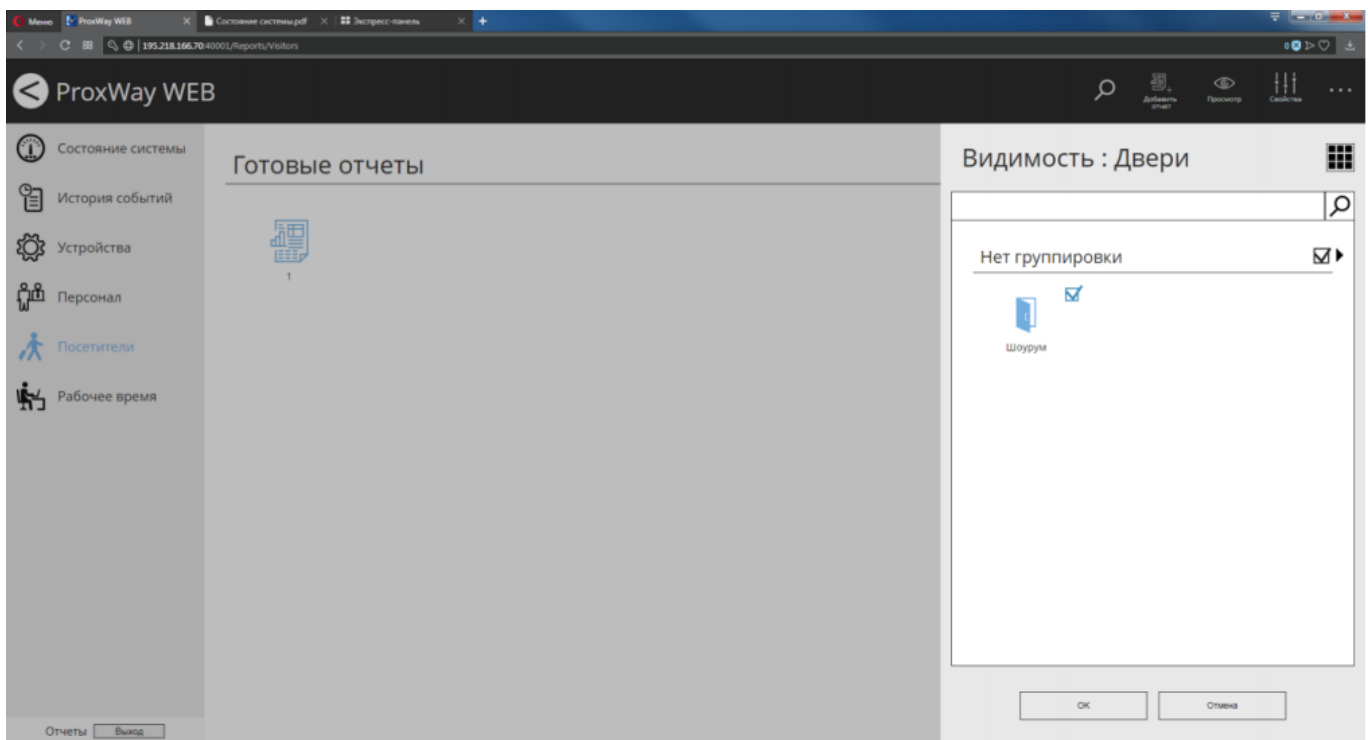 Меню
ProxWay WEB
Состояние системы.pdf
Экспресс-панель
195.218.166.70:40001/Reports/Visitors
0
ProxWay WEB
Добавить отчет
Просмотр
Свойства
Состояние системы
История событий
Устройства
Персонал
Посетители
Рабочее время
Готовые отчеты
1
Видимость : Двери
Нет группировки
Шоурум
ОК
Отмена
Отчеты
Выход